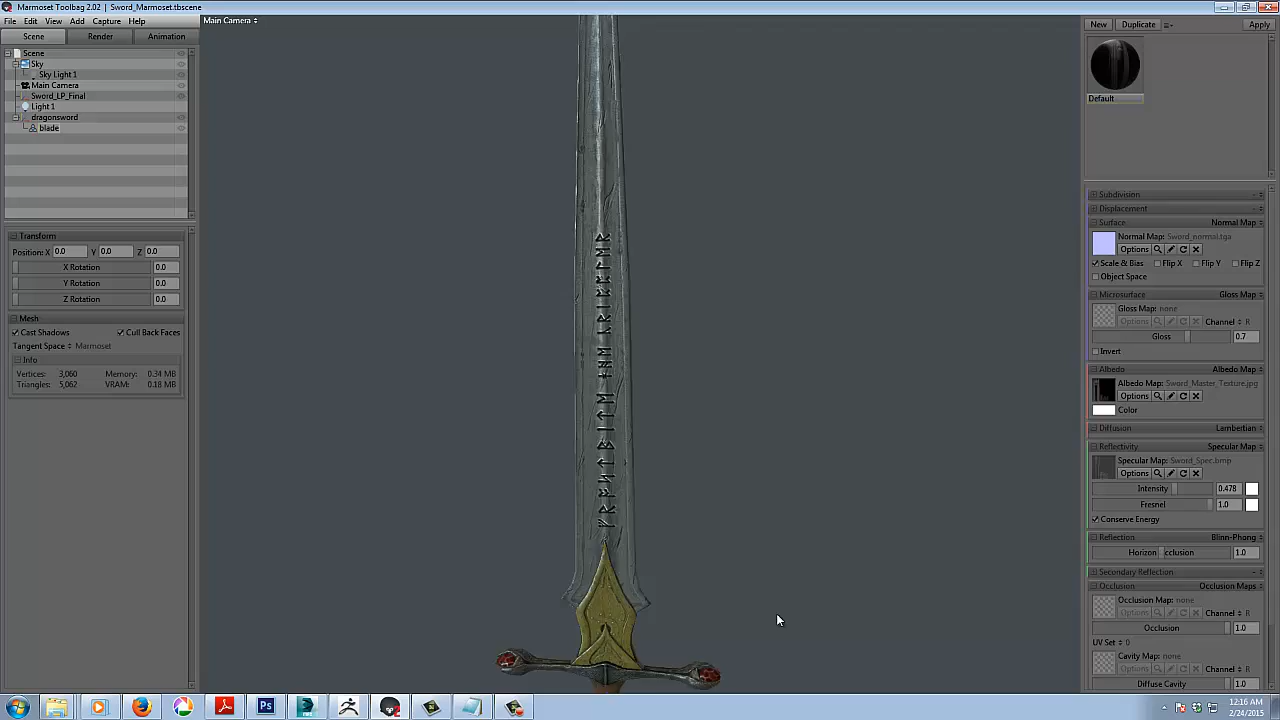 Marmoset Toolbag 2.02 | Sword_Marmoset.tbscene
File Edit View Add Capture Help
Scene Render Animation
Main Camera
New Duplicate Apply
Scene
Sky
Sky Light 1
Main Camera
Sword_LP_Final
Light 1
dragonsword
blade
Transform
Position: X 0.0 Y 0.0 Z 0.0
X Rotation 0.0
Y Rotation 0.0
Z Rotation 0.0
Mesh
Cast Shadows Cull Back Faces
Tangent Space Marmoset
Info
Vertices: 3,060 Memory: 0.34 MB
Triangles: 5,062 VRAM: 0.18 MB
Default
Subdivision
Displacement
Surface Normal Map
Normal Map: Sword_normal.tga
Options
Scale & Bias Flip X Flip Y Flip Z
Object Space
Microsurface Gloss Map
Gloss Map: none
Options Channel R
Gloss 0.7
Invert
Albedo Albedo Map
Albedo Map: Sword_Master_Texture.jpg
Options
Color
Diffusion Lambertian
Reflectivity Specular Map
Specular Map: Sword_Spec.bmp
Options
Intensity 0.478
Fresnel 1.0
Conserve Energy
Reflection Blinn-Phong
Horizon Occlusion 1.0
Secondary Reflection
Occlusion Occlusion Maps
Occlusion Map: none
Options Channel R
Occlusion 1.0
UV Set 0
Cavity Map: none
Options Channel R
Diffuse Cavity 1.0
Ps
12:16 AM
2/24/2015